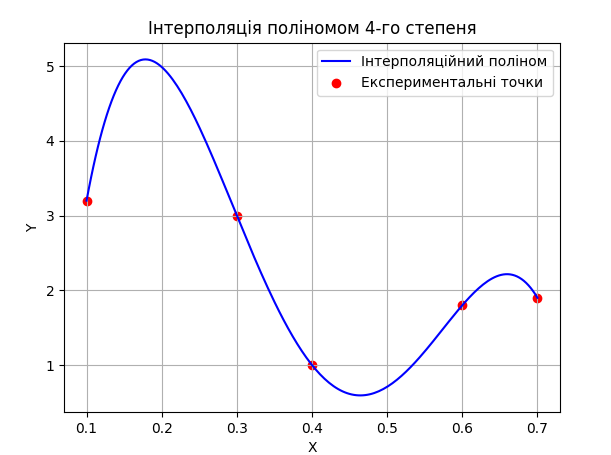 Інтерполяція поліномом 4-го степеня
Інтерполяційний поліном
Експериментальні точки
Y
5
4
3
2
1
0.1 0.2 0.3 0.4 0.5 0.6 0.7
X